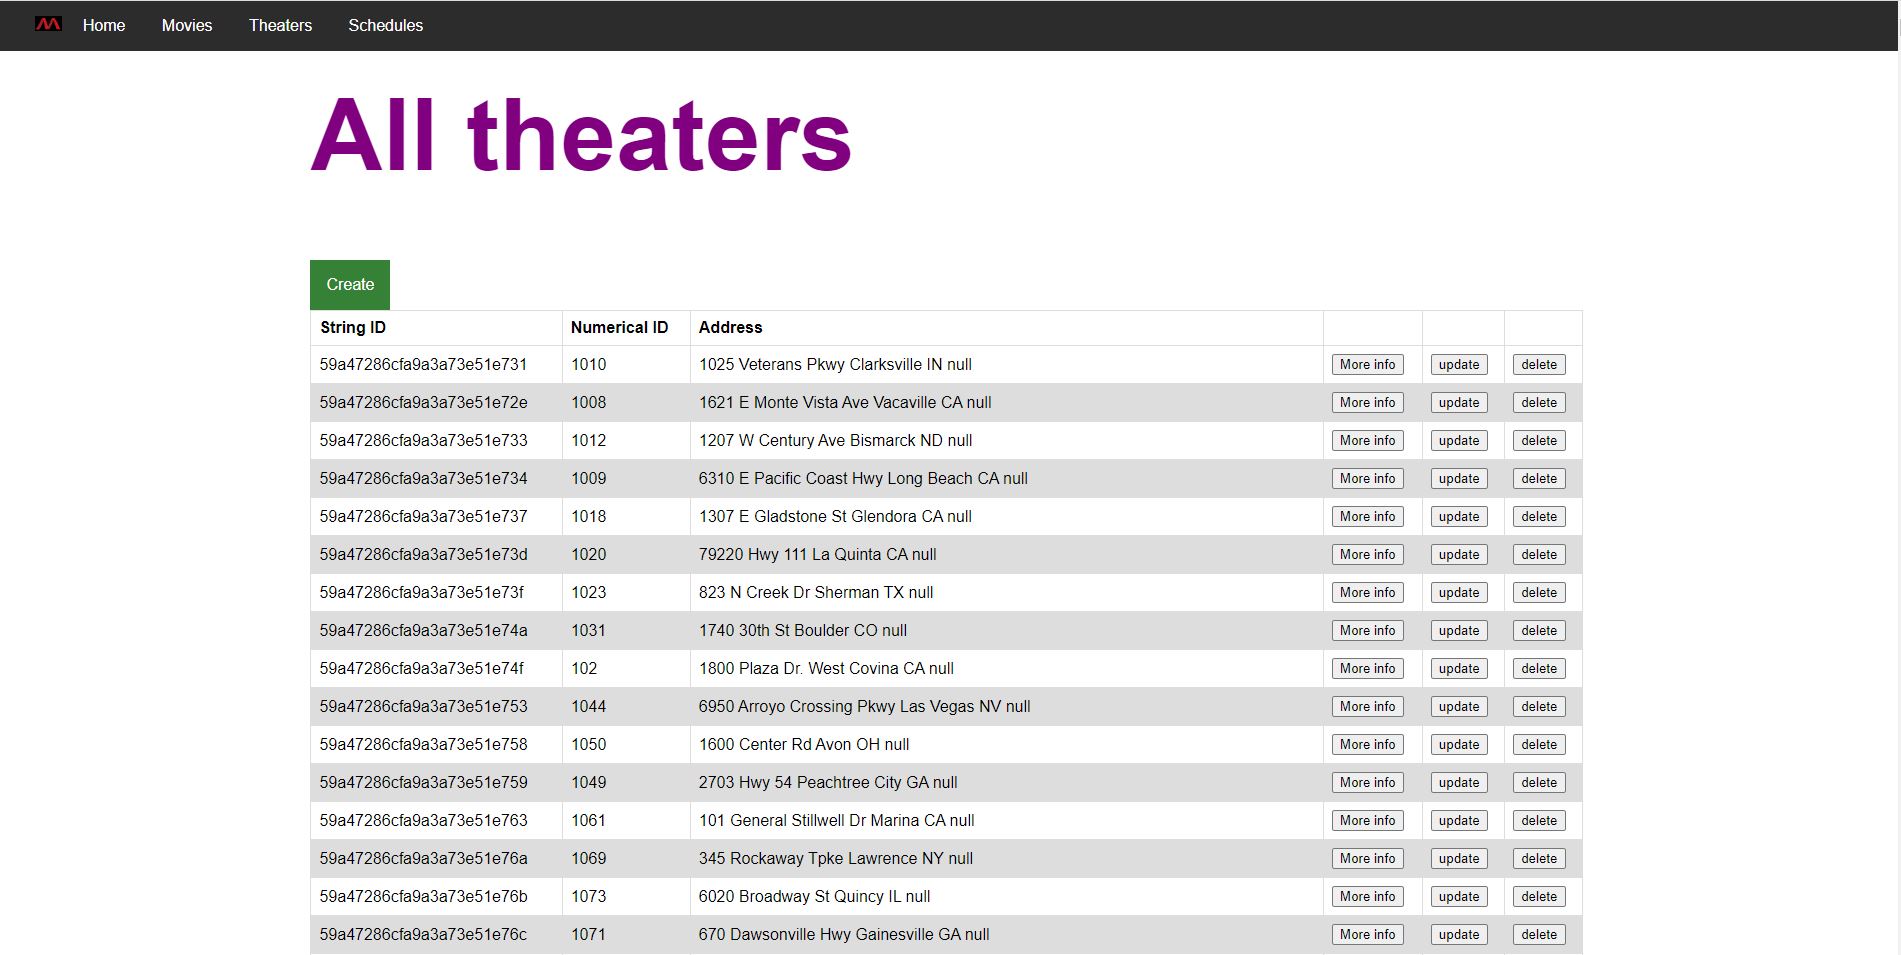 Home Movies Theaters Schedules
All theaters
Create
String ID Numerical ID Address
59a47286cfa9a3a73e51e731 1010 1025 Veterans Pkwy Clarksville IN null More info update delete
59a47286cfa9a3a73e51e72e 1008 1621 E Monte Vista Ave Vacaville CA null More info update delete
59a47286cfa9a3a73e51e733 1012 1207 W Century Ave Bismarck ND null More info update delete
59a47286cfa9a3a73e51e734 1009 6310 E Pacific Coast Hwy Long Beach CA null More info update delete
59a47286cfa9a3a73e51e737 1018 1307 E Gladstone St Glendora CA null More info update delete
59a47286cfa9a3a73e51e73d 1020 79220 Hwy 111 La Quinta CA null More info update delete
59a47286cfa9a3a73e51e73f 1023 823 N Creek Dr Sherman TX null More info update delete
59a47286cfa9a3a73e51e74a 1031 1740 30th St Boulder CO null More info update delete
59a47286cfa9a3a73e51e74f 102 1800 Plaza Dr. West Covina CA null More info update delete
59a47286cfa9a3a73e51e753 1044 6950 Arroyo Crossing Pkwy Las Vegas NV null More info update delete
59a47286cfa9a3a73e51e758 1050 1600 Center Rd Avon OH null More info update delete
59a47286cfa9a3a73e51e759 1049 2703 Hwy 54 Peachtree City GA null More info update delete
59a47286cfa9a3a73e51e763 1061 101 General Stillwell Dr Marina CA null More info update delete
59a47286cfa9a3a73e51e76a 1069 345 Rockaway Tpke Lawrence NY null More info update delete
59a47286cfa9a3a73e51e76b 1073 6020 Broadway St Quincy IL null More info update delete
59a47286cfa9a3a73e51e76c 1071 670 Dawsonville Hwy Gainesville GA null More info update delete